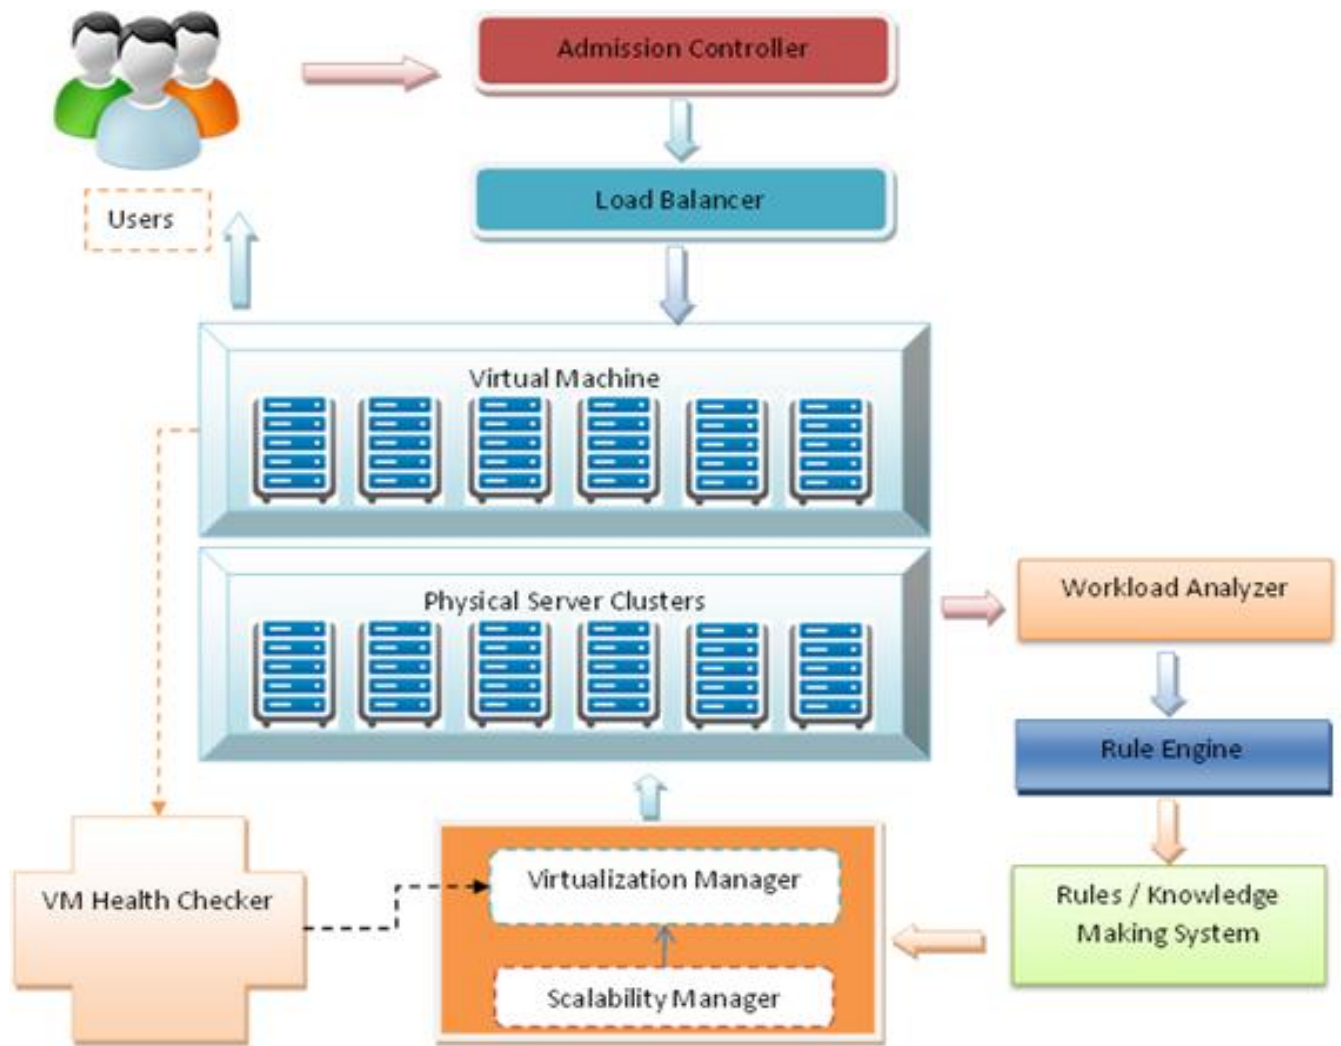 Admission Controller
Load Balancer
Users
Virtual Machine
Physical Server Clusters
Workload Analyzer
Rule Engine
Virtualization Manager
VM Health Checker
Rules / Knowledge
Making System
Scalability Manager